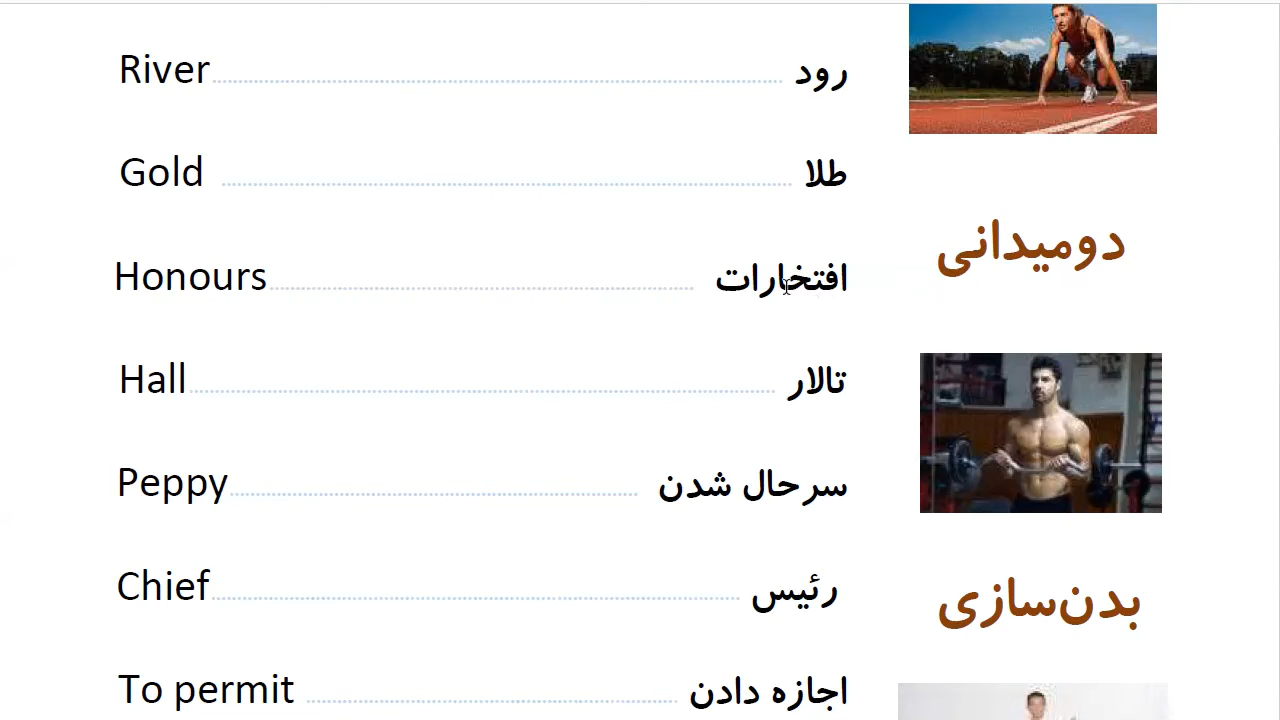 River........ رود
Gold ........ طلا
Honours........ افتخارات
Hall........ تالار
Peppy........ سرحال شدن
Chief........ رئیس
To permit ........ اجازه دادن
دومیدانی
بدن‌سازی